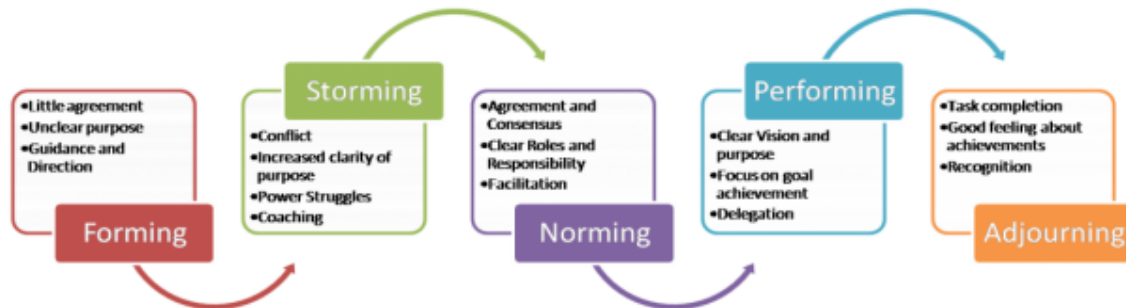 •Little agreement
•Unclear purpose
•Guidance and
Direction
Forming
Storming
•Conflict
•Increased clarity of
purpose
•Power Struggles
•Coaching
•Agreement and
Consensus
•Clear Roles and
Responsibility
•Facilitation
Norming
Performing
•Clear Vision and
purpose
•Focus on goal
achievement
•Delegation
•Task completion
•Good feeling about
achievements
•Recognition
Adjourning